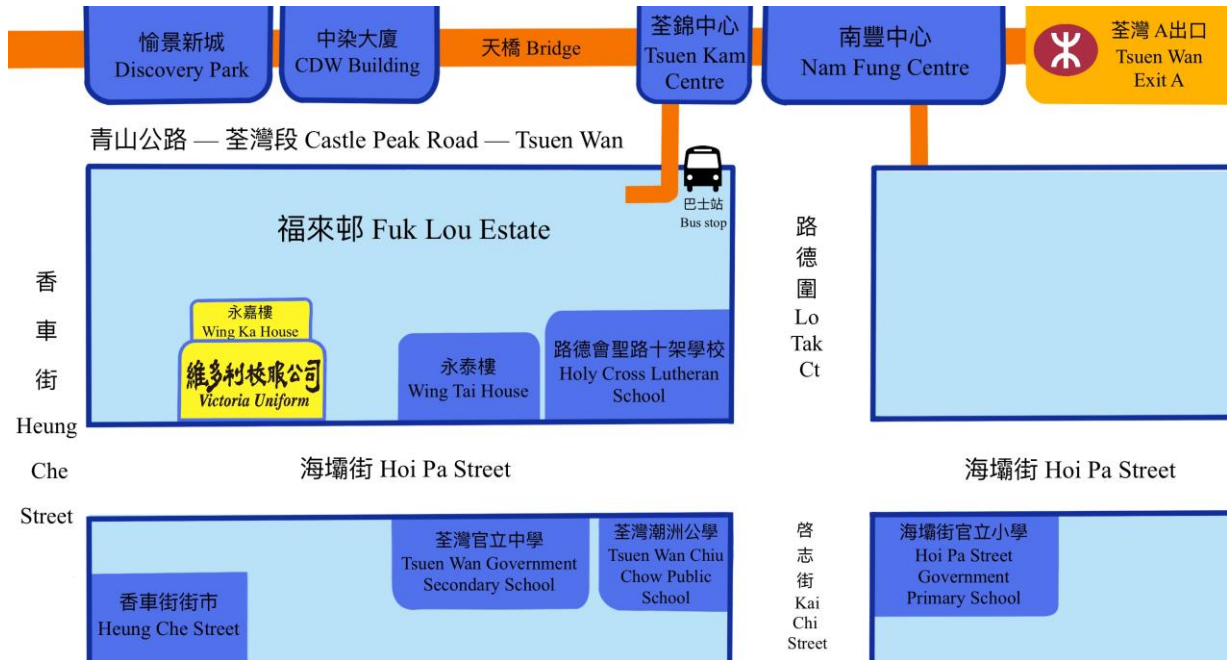 愉景新城
Discovery Park
中染大廈
CDW Building
天橋 Bridge
荃錦中心
Tsuen Kam
Centre
南豐中心
Nam Fung Centre
荃灣 A出口
Tsuen Wan
Exit A
青山公路 — 荃灣段 Castle Peak Road — Tsuen Wan
巴士站
Bus stop
福來邨 Fuk Lou Estate
香
車
街
Heung
Che
Street
永嘉樓
Wing Ka House
維多利校服公司
Victoria Uniform
永泰樓
Wing Tai House
路德會聖路十架學校
Holy Cross Lutheran
School
路
德
圍
Lo
Tak
Ct
海壩街 Hoi Pa Street
海壩街 Hoi Pa Street
香車街街市
Heung Che Street
荃灣官立中學
Tsuen Wan Government
Secondary School
荃灣潮洲公學
Tsuen Wan Chiu
Chow Public
School
啓
志
街
Kai
Chi
Street
海壩街官立小學
Hoi Pa Street
Government
Primary School